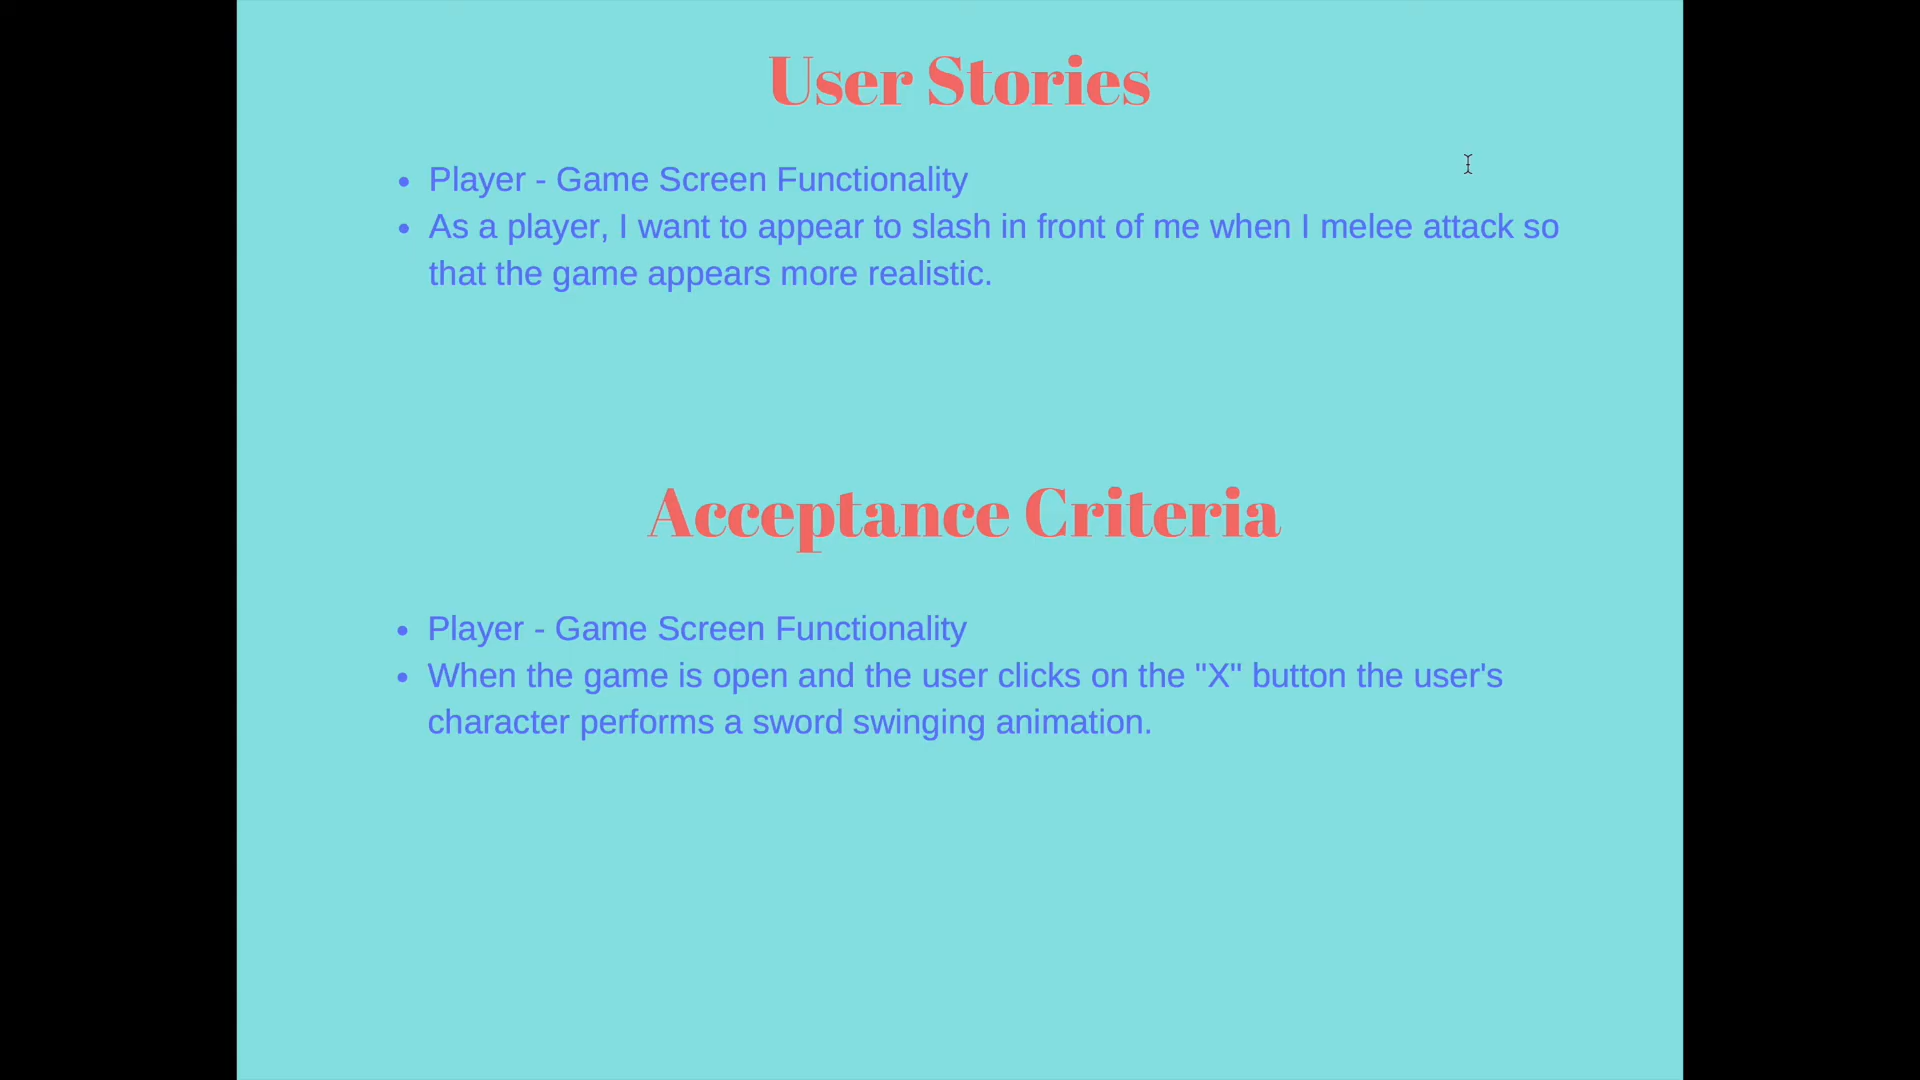 User Stories
Player - Game Screen Functionality
As a player, I want to appear to slash in front of me when I melee attack so
that the game appears more realistic.
Acceptance Criteria
Player - Game Screen Functionality
When the game is open and the user clicks on the "X" button the user's
character performs a sword swinging animation.